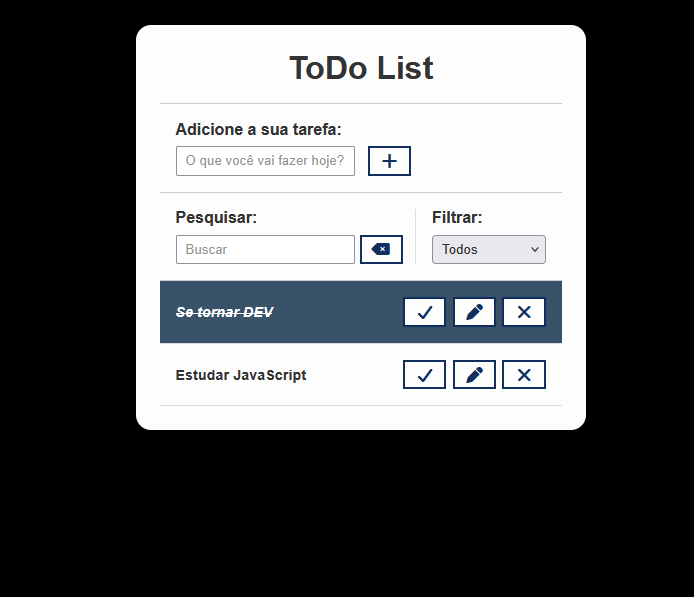 ToDo List
Adicione a sua tarefa:
O que você vai fazer hoje?
Pesquisar:
Filtrar:
Buscar
Todos
Se tornar DEV
Estudar JavaScript